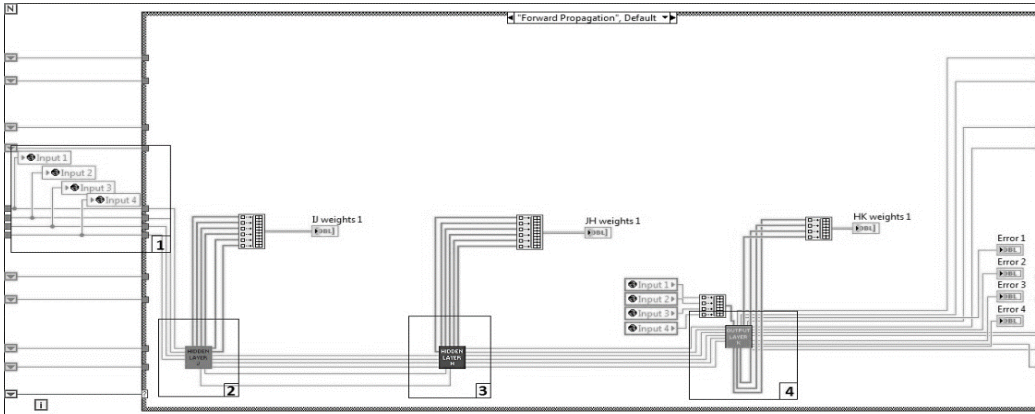 N
"Forward Propagation", Default
Input 1
Input 2
Input 3
Input 4
1
IJ weights 1
DBL
JH weights 1
DBL
HK weights 1
DBL
Error 1
DBL
Error 2
DBL
Error 3
DBL
Error 4
DBL
Input 1
Input 2
Input 3
Input 4
HIDDEN
LAYER
J
2
HIDDEN
LAYER
H
3
OUTPUT
LAYER
4
i
?